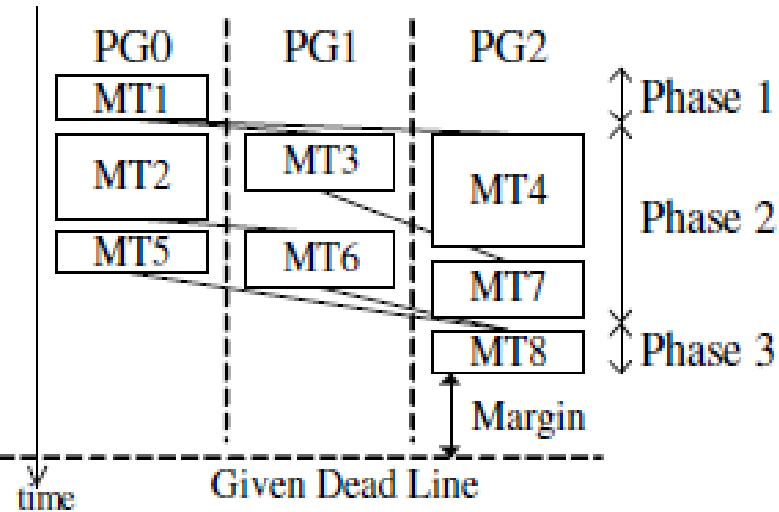 PG0 PG1 PG2
MT1
Phase 1
MT2
MT3
MT4
Phase 2
MT5
MT6
MT7
MT8
Phase 3
Margin
Given Dead Line
time